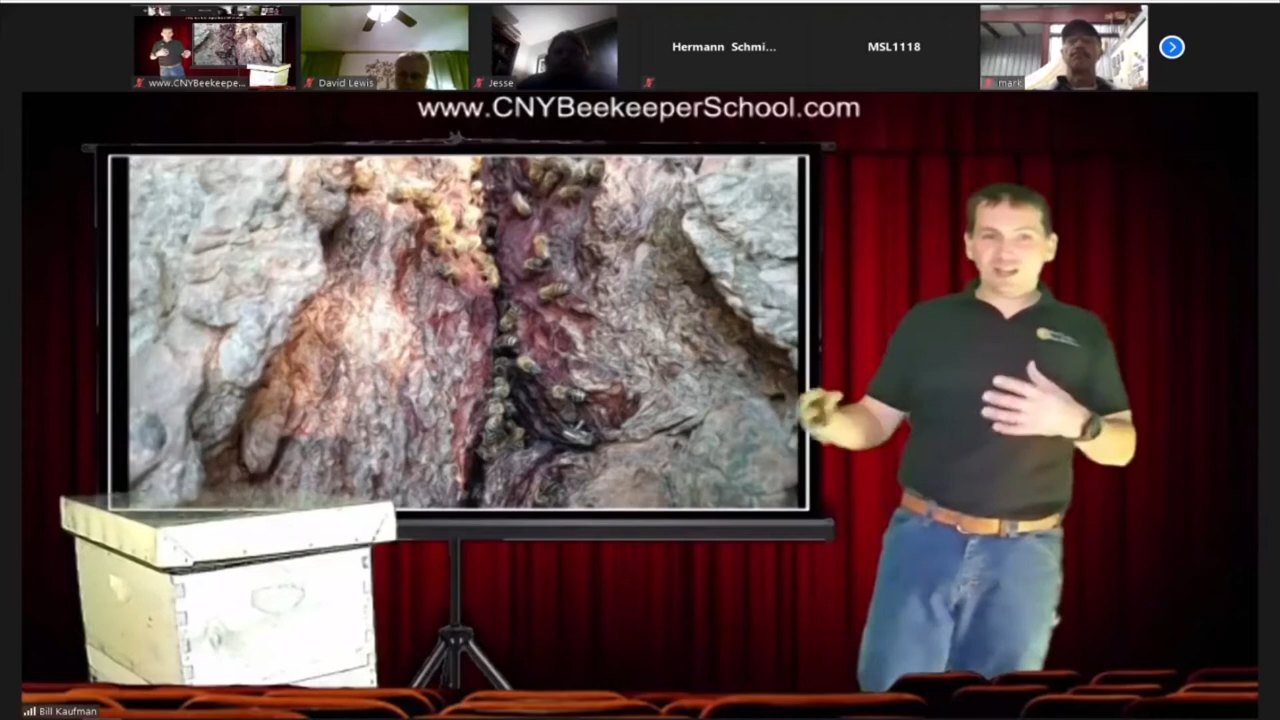 www.CNYBeekeepe...
David Lewis
Jesse
Hermann Schmi...
MSL1118
mark
www.CNYBeekeeperSchool.com
Bill Kaufman